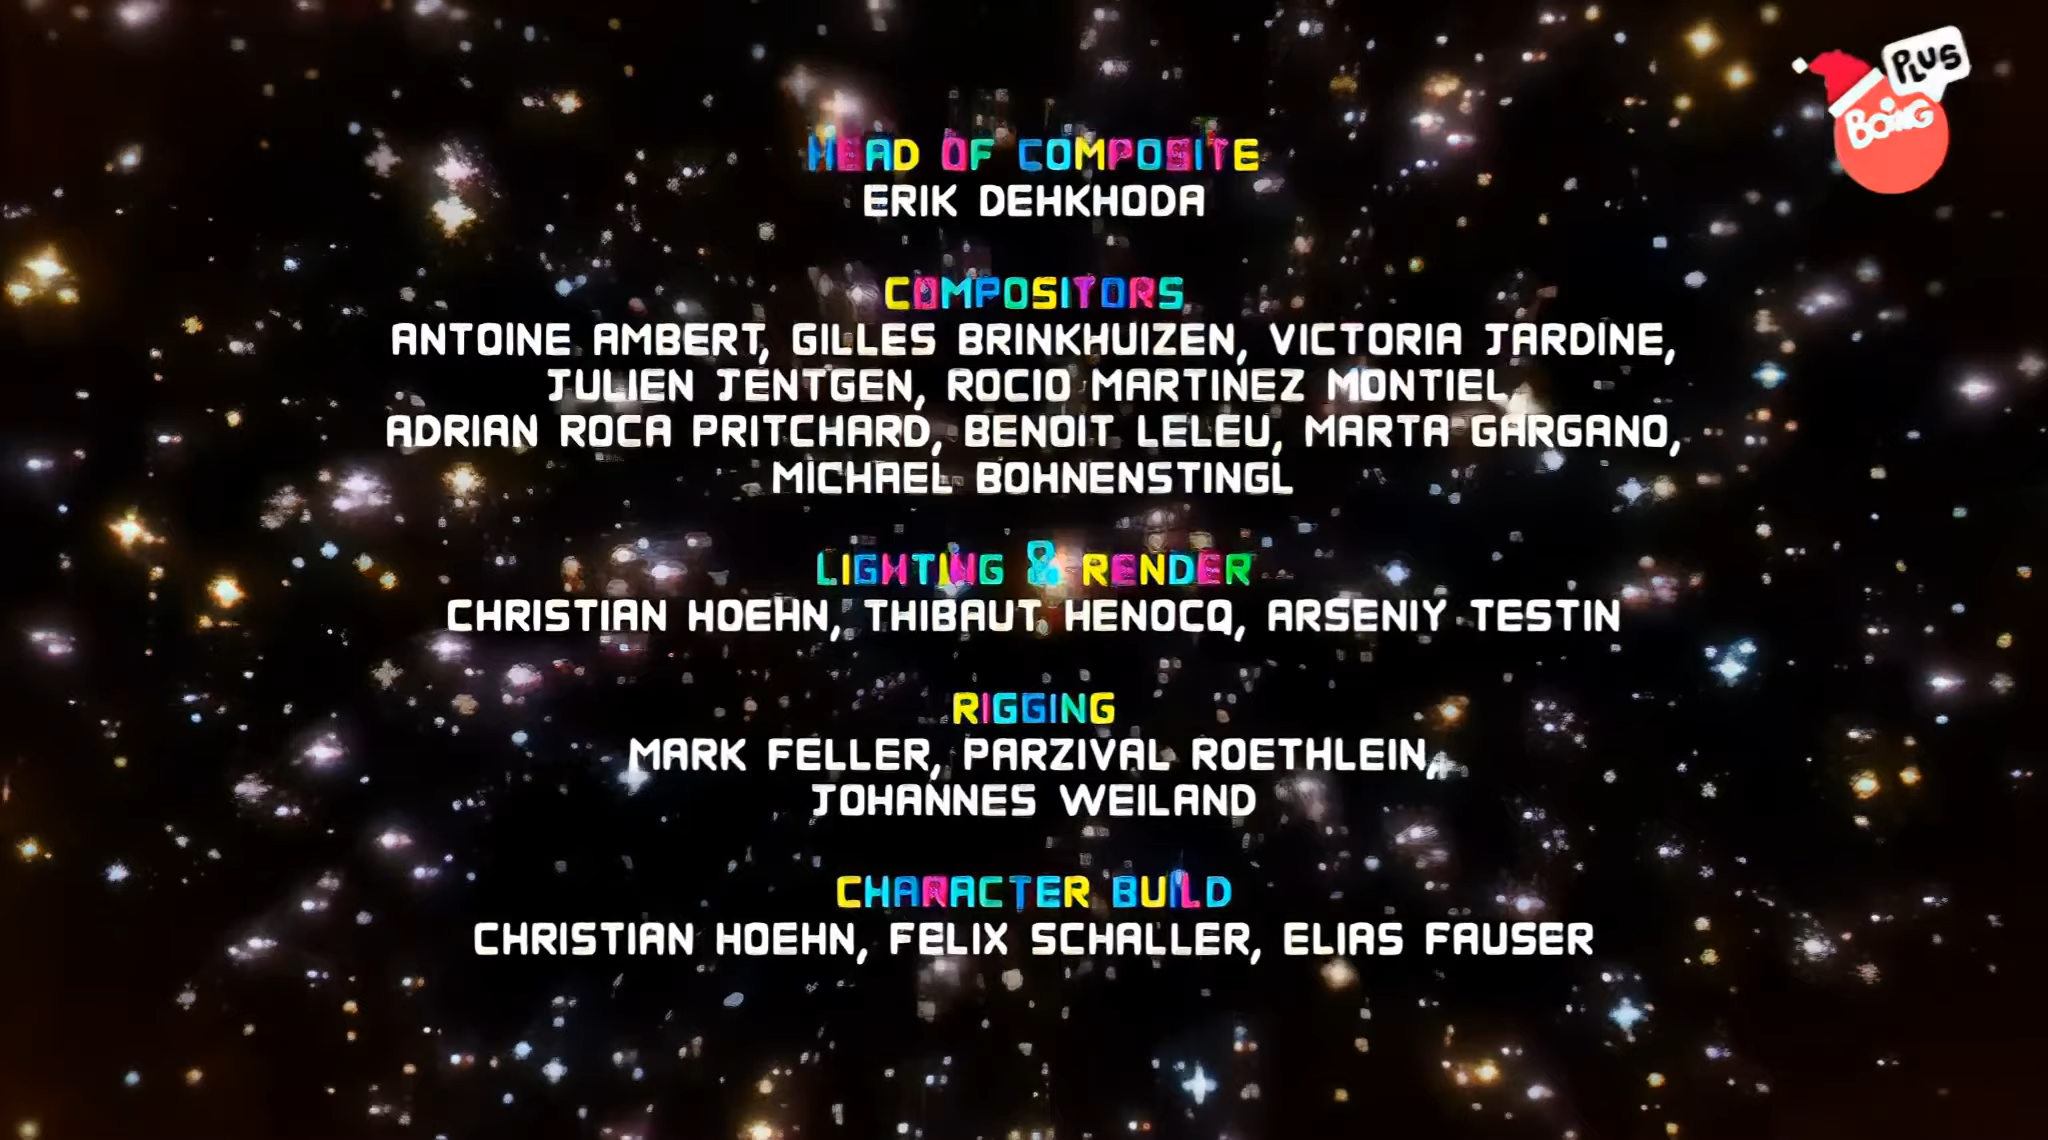 PLUS
BOING
HEAD OF COMPOSITE
ERIK DEHKHODA
COMPOSITORS
ANTOINE AMBERT, GILLES BRINKHUIZEN, VICTORIA JARDINE,
JULIEN JENTGEN, ROCIO MARTINEZ MONTIEL,
ADRIAN ROCA PRITCHARD, BENOIT LELEU, MARTA GARGANO,
MICHAEL BOHNENSTINGL
LIGHTING & RENDER
CHRISTIAN HOEHN, THIBAUT HENOCQ, ARSENIY TESTIN
RIGGING
MARK FELLER, PARZIVAL ROETHLEIN,
JOHANNES WEILAND
CHARACTER BUILD
CHRISTIAN HOEHN, FELIX SCHALLER, ELIAS FAUSER